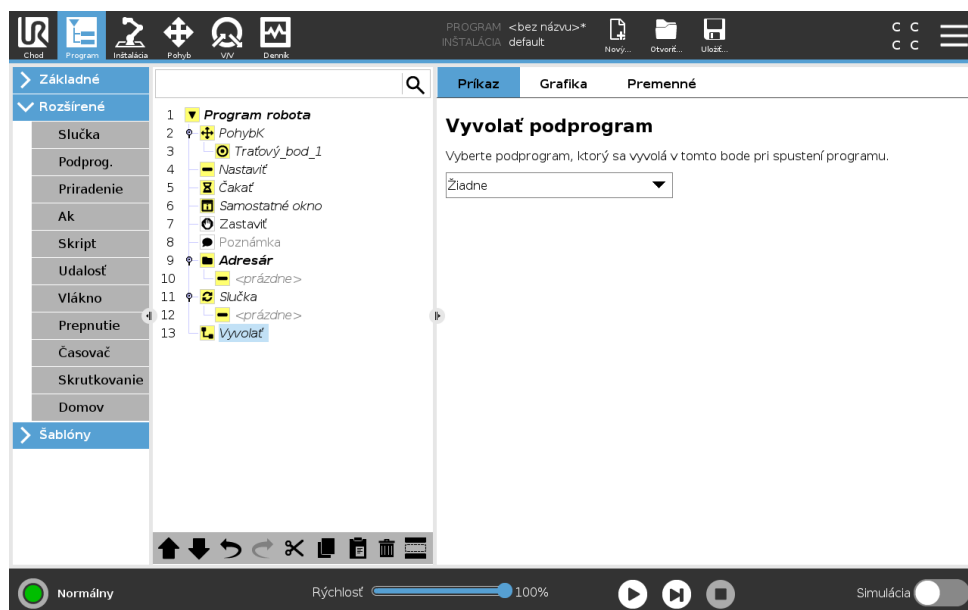 PROGRAM <bez názvu>*
INŠTALÁCIA default
Chod Program Inštalácia Pohyb V/V Denník Nový... Otvoriť... Uložiť...
C C
C C
Základné
Rozšírené
Slučka
Podprog.
Priradenie
Ak
Skript
Udalosť
Vlákno
Prepnutie
Časovač
Skrutkovanie
Domov
Šablóny
1 Program robota
2 PohybK
3 Traťový_bod_1
4 Nastaviť
5 Čakať
6 Samostatné okno
7 Zastaviť
8 Poznámka
9 Adresár
10 <prázdne>
11 Slučka
12 <prázdne>
13 Vyvolať
Príkaz Grafika Premenné
Vyvolať podprogram
Vyberte podprogram, ktorý sa vyvolá v tomto bode pri spustení programu.
Žiadne
Normálny Rýchlosť 100% Simulácia